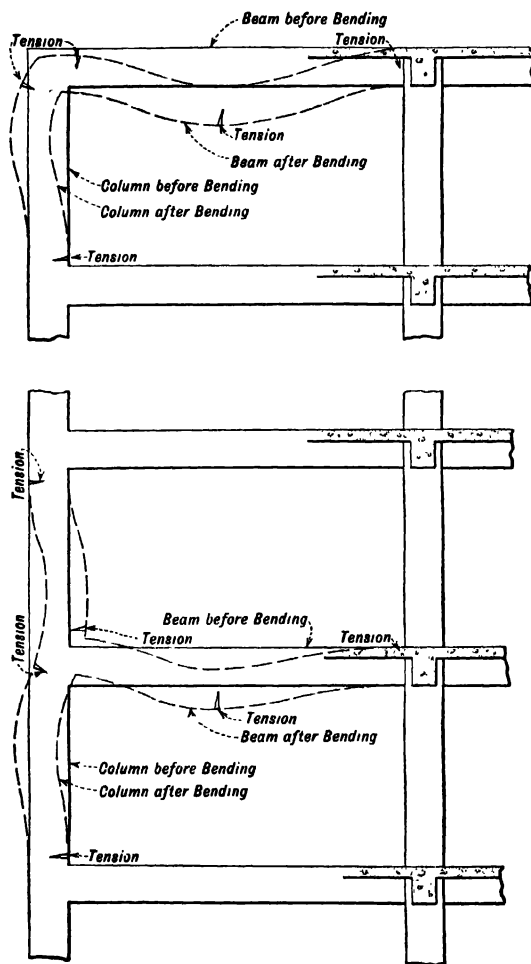 Beam before Bending
Tension
Tension
Tension
Beam after Bending
Column before Bending
Column after Bending
Tension
Tension
Beam before Bending
Tension
Tension
Tension
Tension
Beam after Bending
Column before Bending
Column after Bending
Tension